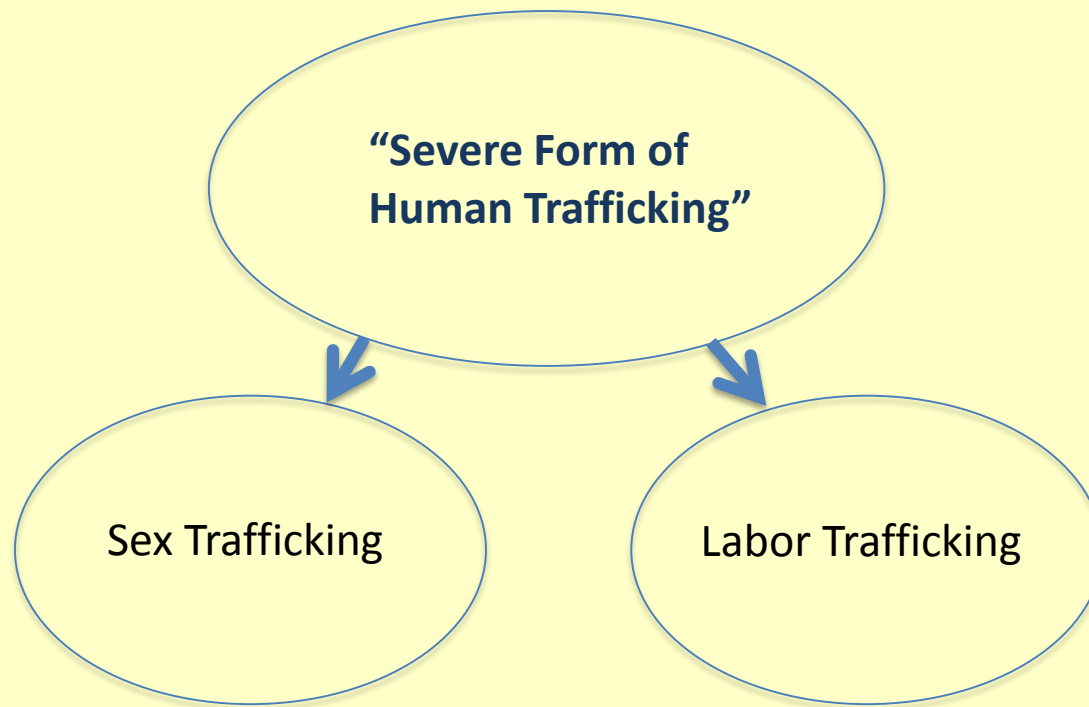 “Severe Form of
Human Trafficking”
Sex Trafficking
Labor Trafficking